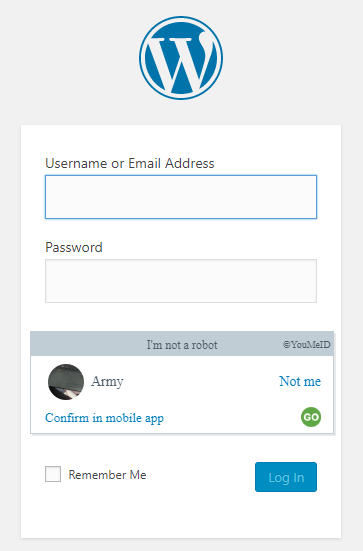 Username or Email Address
Password
I'm not a robot ©YouMeID
Army Not me
Confirm in mobile app GO
Remember Me Log In